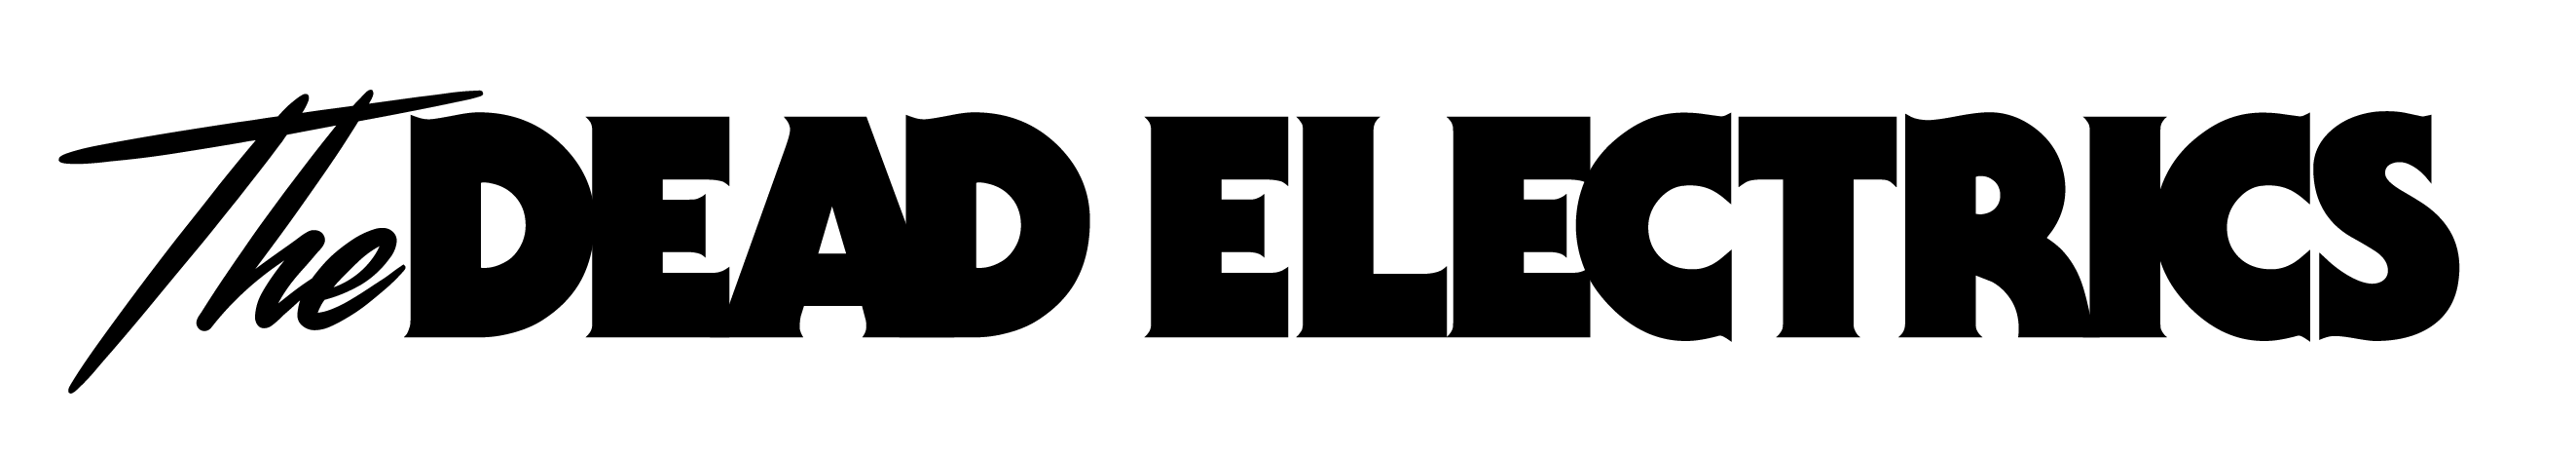 The DEAD ELECTRICS